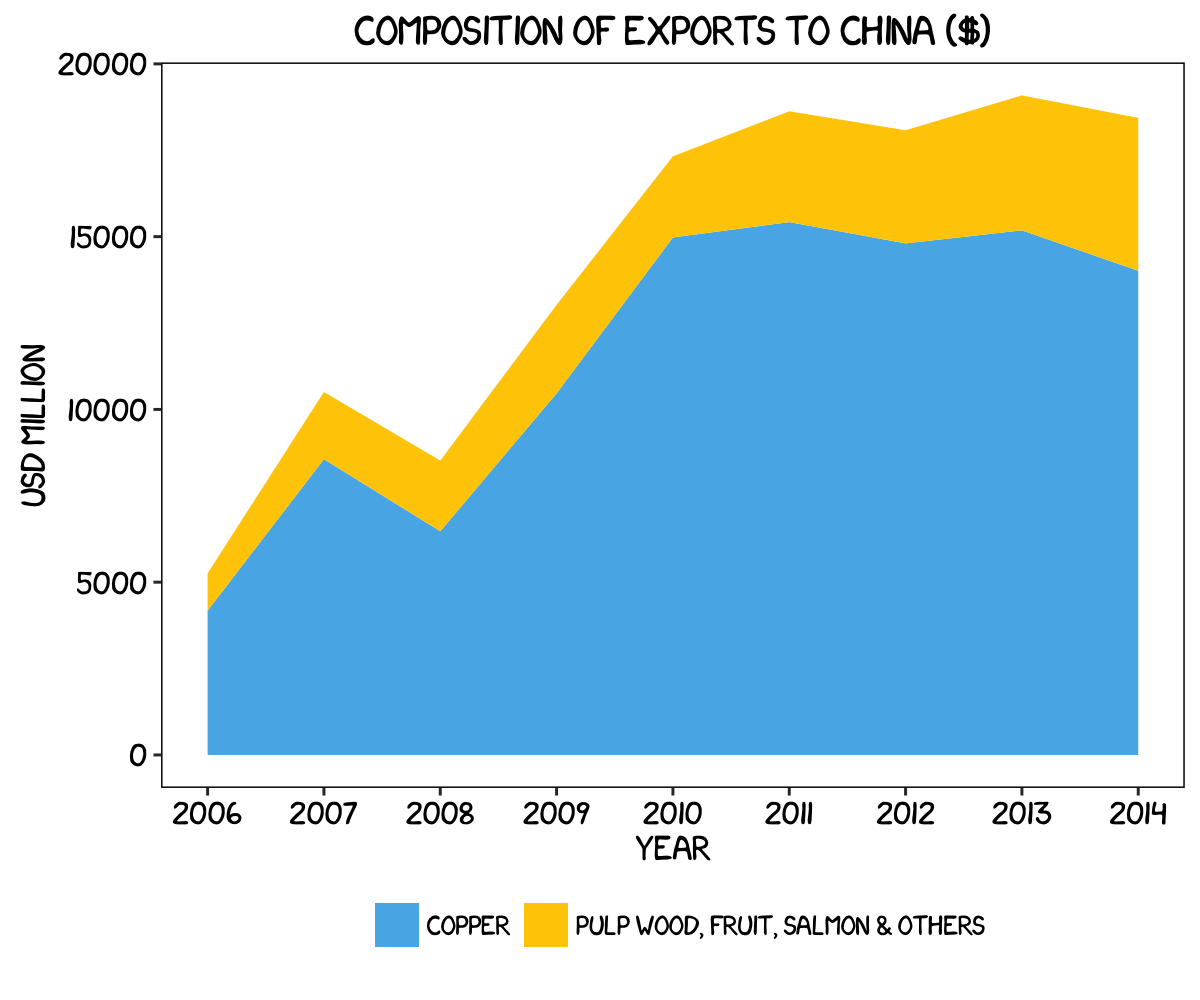 COMPOSITION OF EXPORTS TO CHINA ($)
20000
15000
10000
5000
0
USD MILLION
2006 2007 2008 2009 2010 2011 2012 2013 2014
YEAR
COPPER PULP WOOD, FRUIT, SALMON & OTHERS